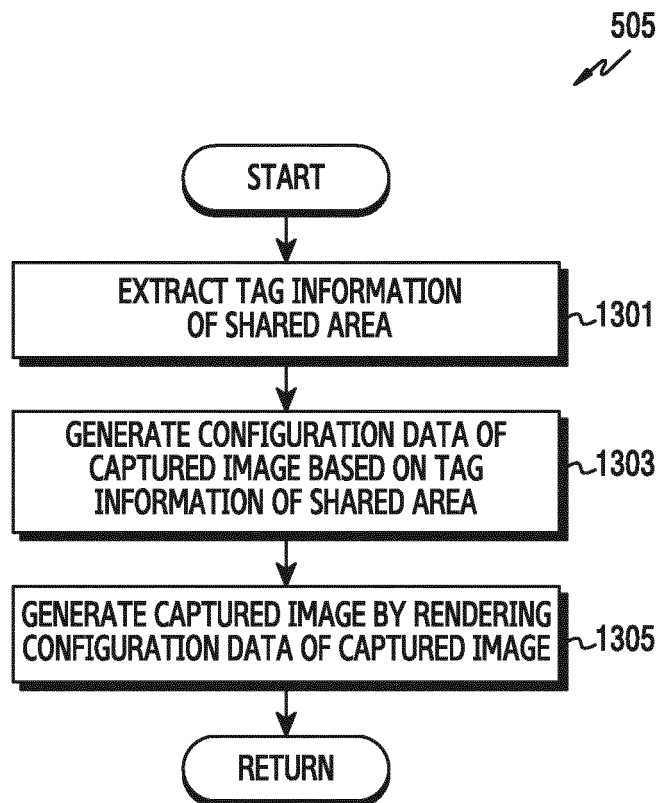 505
START
EXTRACT TAG INFORMATION
OF SHARED AREA
1301
GENERATE CONFIGURATION DATA OF
CAPTURED IMAGE BASED ON TAG
INFORMATION OF SHARED AREA
1303
GENERATE CAPTURED IMAGE BY RENDERING
CONFIGURATION DATA OF CAPTURED IMAGE
1305
RETURN